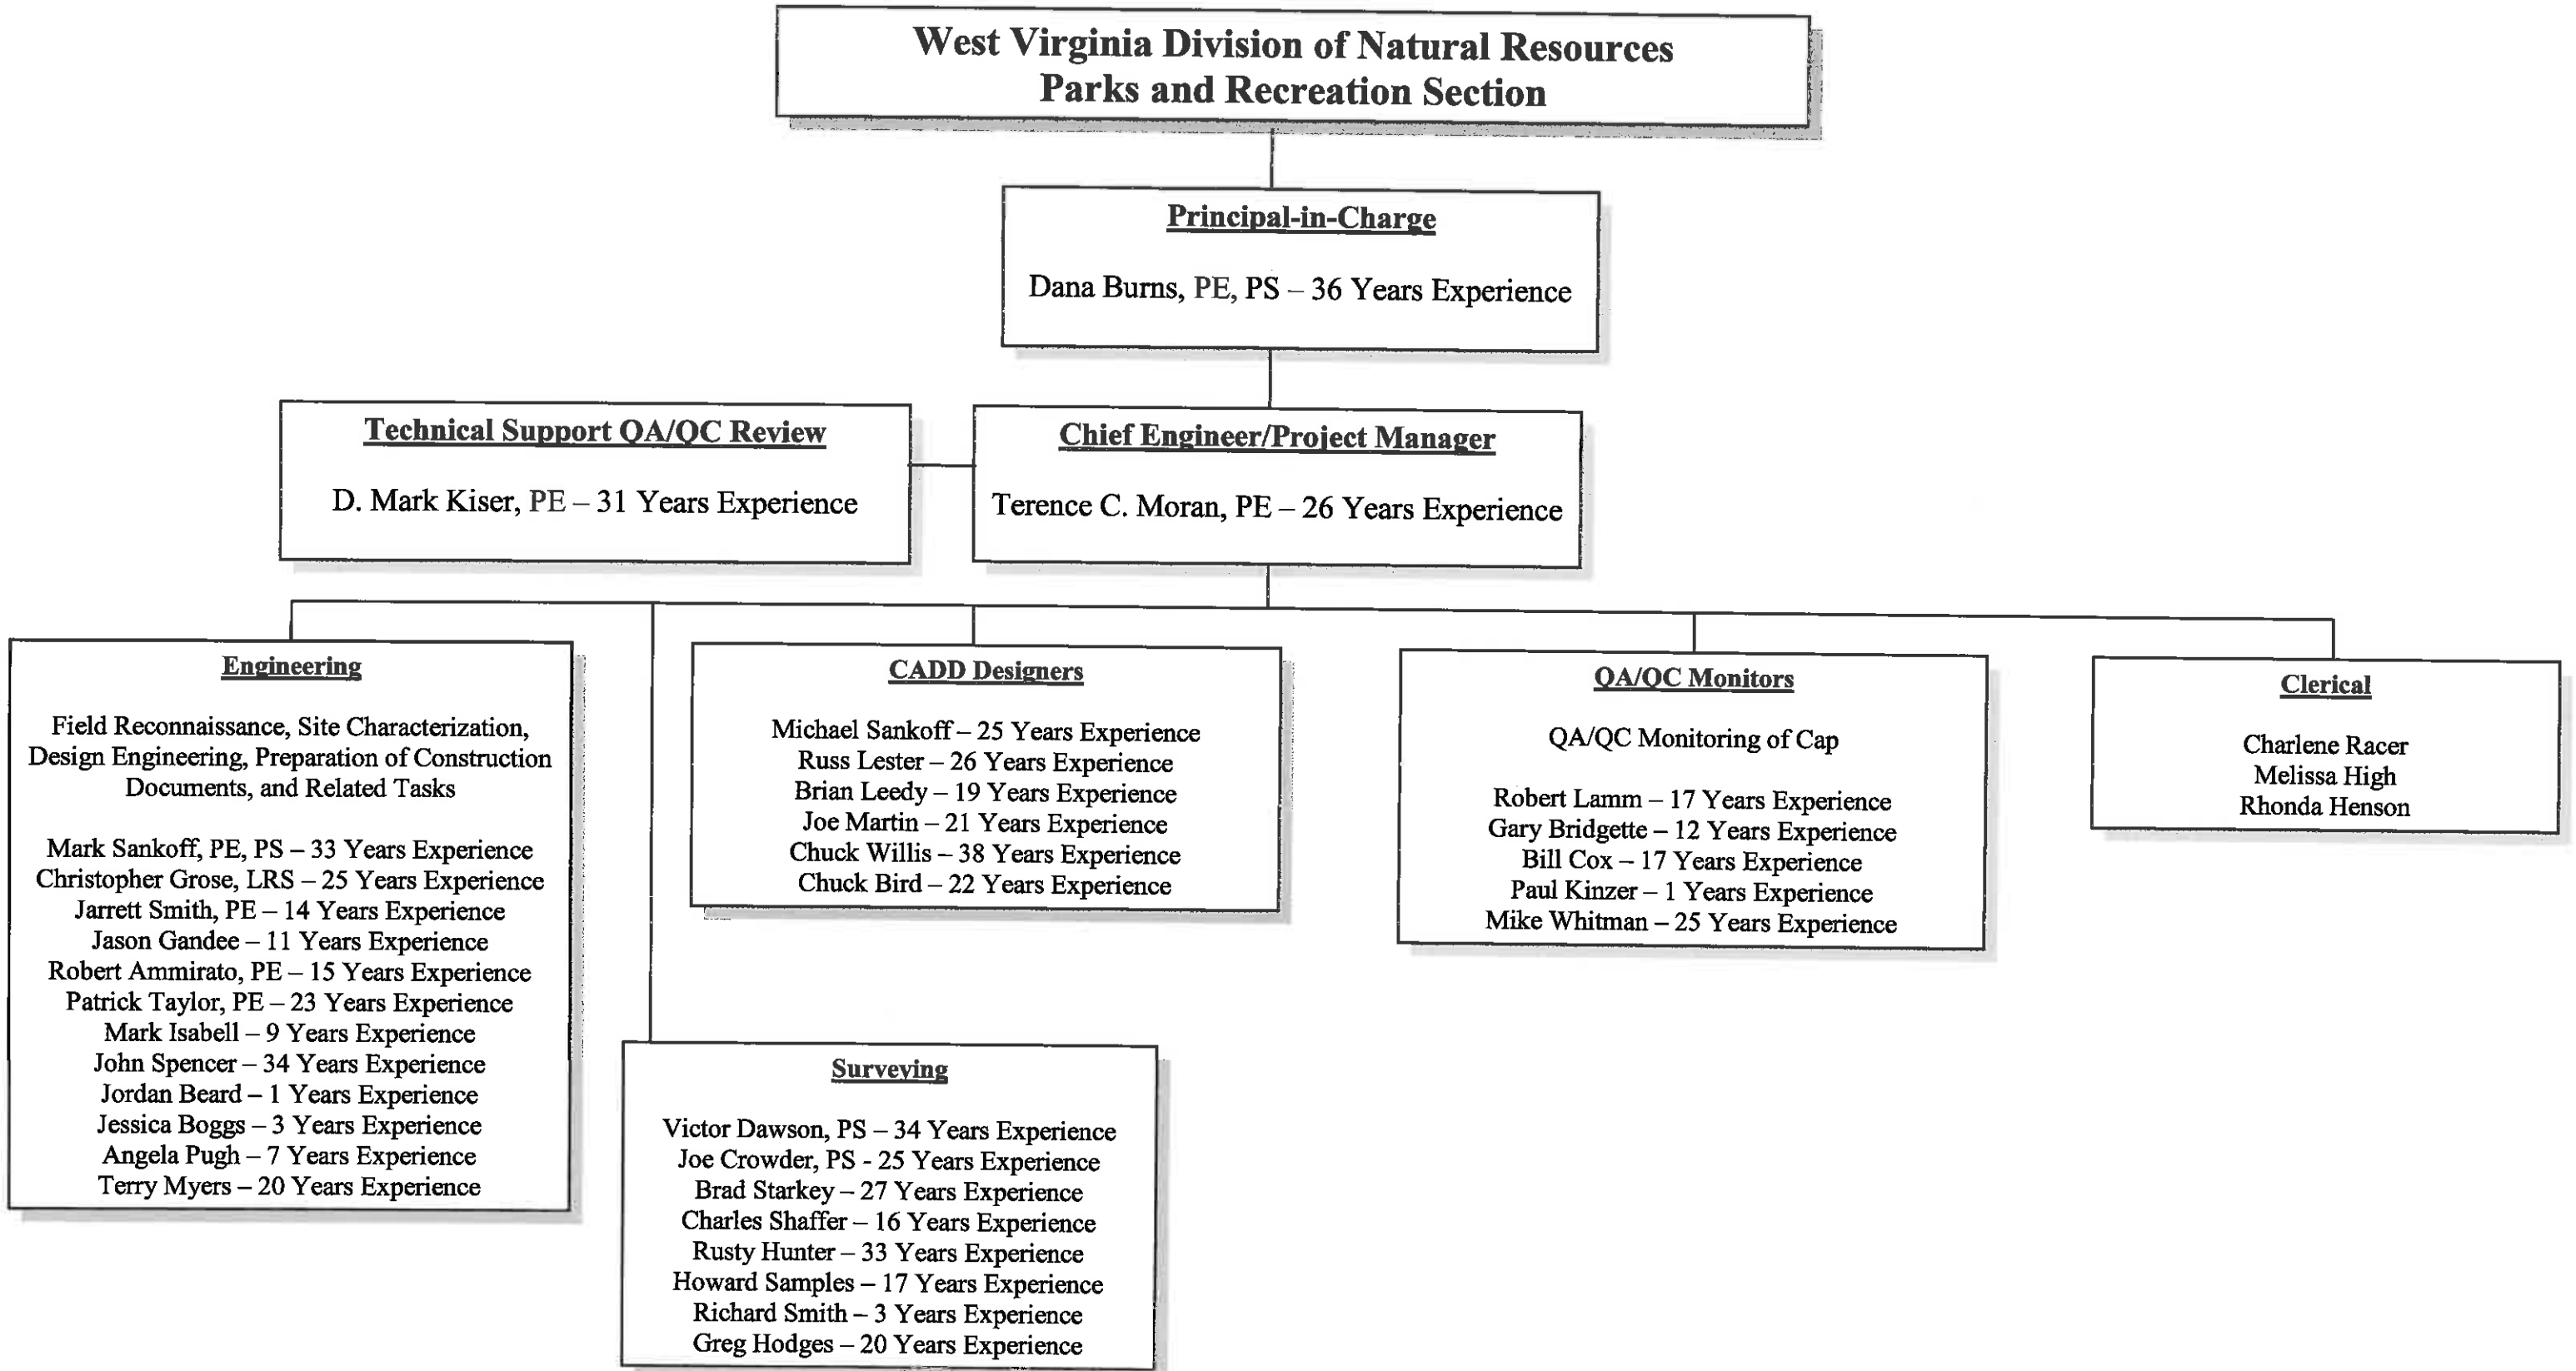 West Virginia Division of Natural Resources
Parks and Recreation Section
Principal-in-Charge
Dana Burns, PE, PS – 36 Years Experience
Technical Support QA/QC Review
D. Mark Kiser, PE – 31 Years Experience
Chief Engineer/Project Manager
Terence C. Moran, PE – 26 Years Experience
Engineering
Field Reconnaissance, Site Characterization,
Design Engineering, Preparation of Construction
Documents, and Related Tasks
Mark Sankoff, PE, PS – 33 Years Experience
Christopher Grose, LRS – 25 Years Experience
Jarrett Smith, PE – 14 Years Experience
Jason Gandee – 11 Years Experience
Robert Ammirato, PE – 15 Years Experience
Patrick Taylor, PE – 23 Years Experience
Mark Isabell – 9 Years Experience
John Spencer – 34 Years Experience
Jordan Beard – 1 Years Experience
Jessica Boggs – 3 Years Experience
Angela Pugh – 7 Years Experience
Terry Myers – 20 Years Experience
Surveying
Victor Dawson, PS – 34 Years Experience
Joe Crowder, PS - 25 Years Experience
Brad Starkey – 27 Years Experience
Charles Shaffer – 16 Years Experience
Rusty Hunter – 33 Years Experience
Howard Samples – 17 Years Experience
Richard Smith – 3 Years Experience
Greg Hodges – 20 Years Experience
CADD Designers
Michael Sankoff – 25 Years Experience
Russ Lester – 26 Years Experience
Brian Leedy – 19 Years Experience
Joe Martin – 21 Years Experience
Chuck Willis – 38 Years Experience
Chuck Bird – 22 Years Experience
QA/QC Monitors
QA/QC Monitoring of Cap
Robert Lamm – 17 Years Experience
Gary Bridgette – 12 Years Experience
Bill Cox – 17 Years Experience
Paul Kinzer – 1 Years Experience
Mike Whitman – 25 Years Experience
Clerical
Charlene Racer
Melissa High
Rhonda Henson